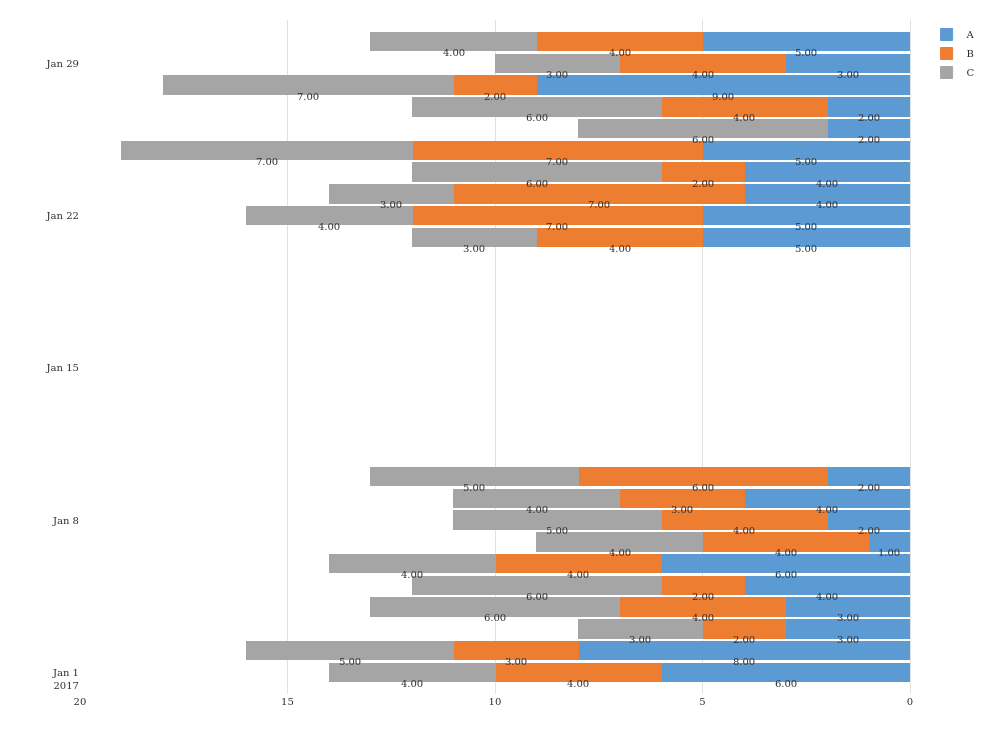 A
B
C
4.00 4.00 5.00
Jan 29
3.00 4.00 3.00
7.00 2.00 9.00
6.00 4.00 2.00
6.00 2.00
7.00 7.00 5.00
6.00 2.00 4.00
3.00 7.00 4.00
Jan 22
4.00 7.00 5.00
3.00 4.00 5.00
Jan 15
5.00 6.00 2.00
4.00 3.00 4.00
Jan 8
5.00 4.00 2.00
4.00 4.00 1.00
4.00 4.00 6.00
6.00 2.00 4.00
6.00 4.00 3.00
3.00 2.00 3.00
5.00 3.00 8.00
Jan 1
2017
4.00 4.00 6.00
20 15 10 5 0